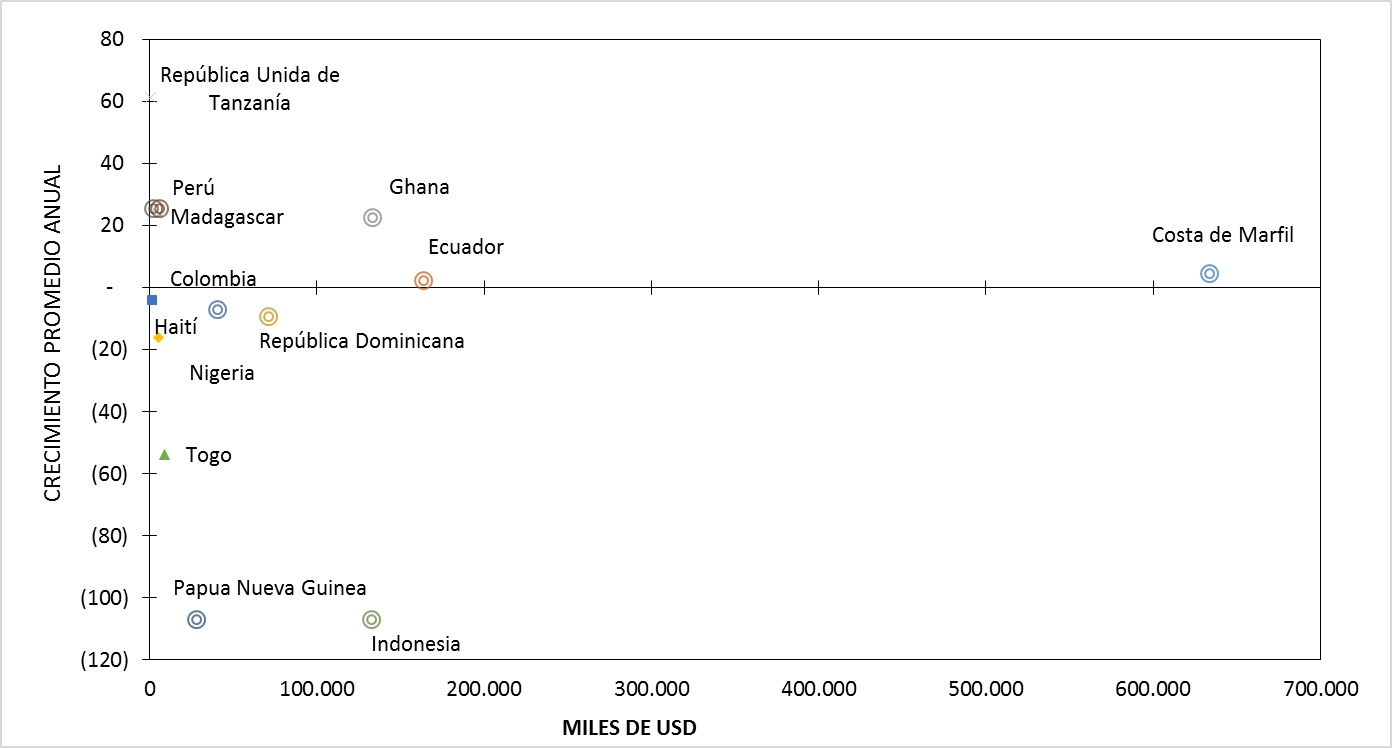 CRECIMIENTO PROMEDIO ANUAL
80
60
40
20
-
(20)
(40)
(60)
(80)
(100)
(120)
República Unida de
Tanzanía
Perú
Madagascar
Ghana
Ecuador
Costa de Marfil
Colombia
Haití
República Dominicana
Nigeria
Togo
Papua Nueva Guinea
Indonesia
0
100.000
200.000
300.000
400.000
500.000
600.000
700.000
MILES DE USD